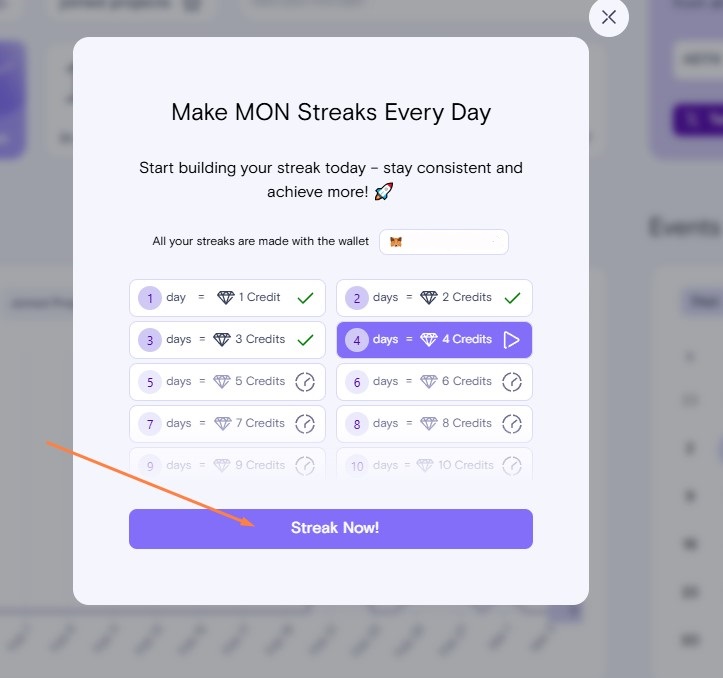 Make MON Streaks Every Day
Start building your streak today – stay consistent and
achieve more! 🚀
All your streaks are made with the wallet
1 day = 1 Credit
2 days = 2 Credits
3 days = 3 Credits
4 days = 4 Credits
5 days = 5 Credits
6 days = 6 Credits
7 days = 7 Credits
8 days = 8 Credits
9 days = 9 Credits
10 days = 10 Credits
Streak Now!
Events